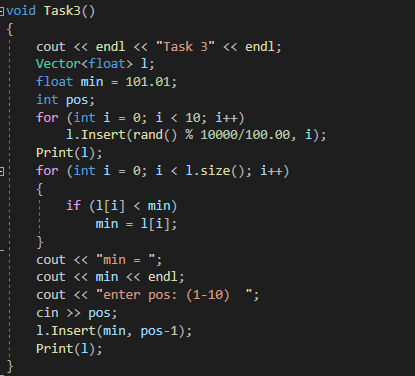 void Task3()
{
cout << endl << "Task 3" << endl;
Vector<float> l;
float min = 101.01;
int pos;
for (int i = 0; i < 10; i++)
l.Insert(rand() % 10000/100.00, i);
Print(l);
for (int i = 0; i < l.size(); i++)
{
if (l[i] < min)
min = l[i];
}
cout << "min = ";
cout << min << endl;
cout << "enter pos: (1-10)  ";
cin >> pos;
l.Insert(min, pos-1);
Print(l);
}